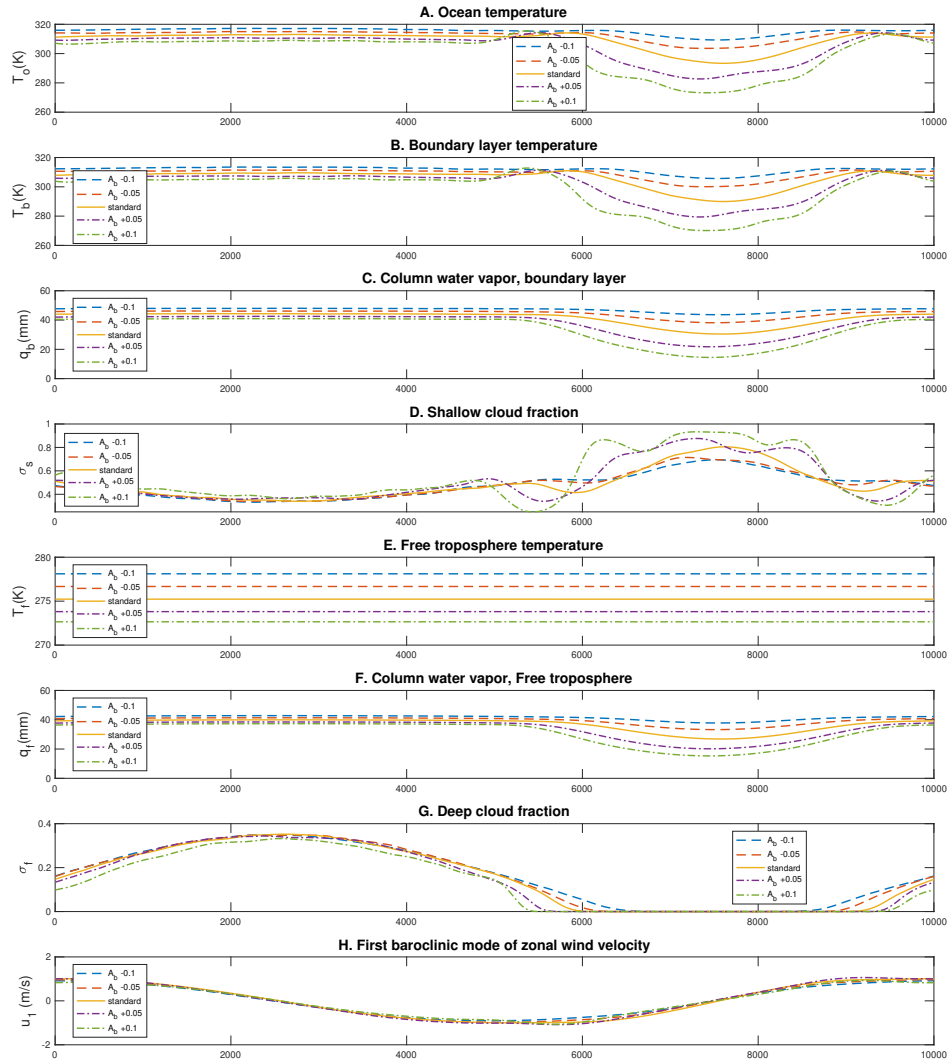 A. Ocean temperature
T_o(K)
320
300
280
260
0 2000 4000 6000 8000 10000
A_b -0.1
A_b -0.05
standard
A_b +0.05
A_b +0.1
B. Boundary layer temperature
T_b(K)
320
300
280
260
0 2000 4000 6000 8000 10000
A_b -0.1
A_b -0.05
standard
A_b +0.05
A_b +0.1
C. Column water vapor, boundary layer
q_b(mm)
60
40
20
0
0 2000 4000 6000 8000 10000
A_b -0.1
A_b -0.05
standard
A_b +0.05
A_b +0.1
D. Shallow cloud fraction
σ_s
1
0.8
0.6
0.4
0 2000 4000 6000 8000 10000
A_b -0.1
A_b -0.05
standard
A_b +0.05
A_b +0.1
E. Free troposphere temperature
T_f(K)
280
275
270
0 2000 4000 6000 8000 10000
A_b -0.1
A_b -0.05
standard
A_b +0.05
A_b +0.1
F. Column water vapor, Free troposphere
q_f(mm)
60
40
20
0
0 2000 4000 6000 8000 10000
A_b -0.1
A_b -0.05
standard
A_b +0.05
A_b +0.1
G. Deep cloud fraction
σ_f
0.4
0.2
0
0 2000 4000 6000 8000 10000
A_b -0.1
A_b -0.05
standard
A_b +0.05
A_b +0.1
H. First baroclinic mode of zonal wind velocity
u_1 (m/s)
2
0
-2
0 2000 4000 6000 8000 10000
A_b -0.1
A_b -0.05
standard
A_b +0.05
A_b +0.1